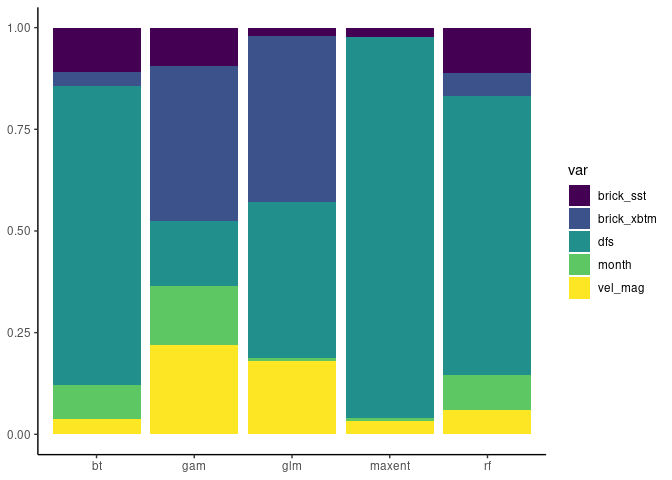 1.00
0.75
0.50
0.25
0.00
bt gam glm maxent rf
var
brick_sst
brick_xbtm
dfs
month
vel_mag